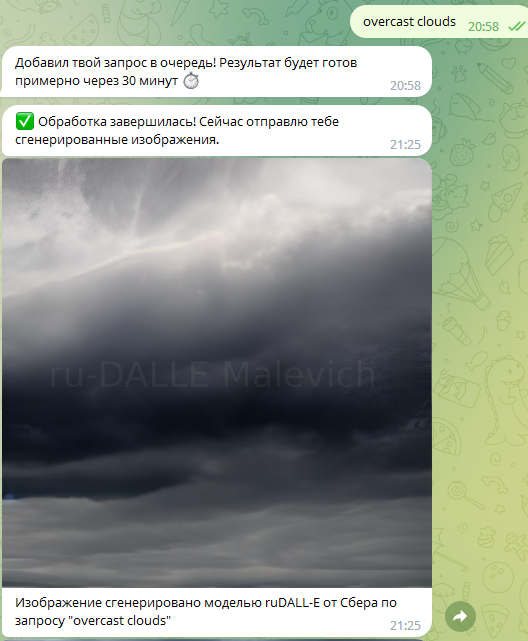 overcast clouds
20:58
Добавил твой запрос в очередь! Результат будет готов
примерно через 30 минут
20:58
Обработка завершилась! Сейчас отправлю тебе
сгенерированные изображения.
21:25
ru-DALLE Malevich
Изображение сгенерировано моделью ruDALL-E от Сбера по
запросу "overcast clouds"
21:25